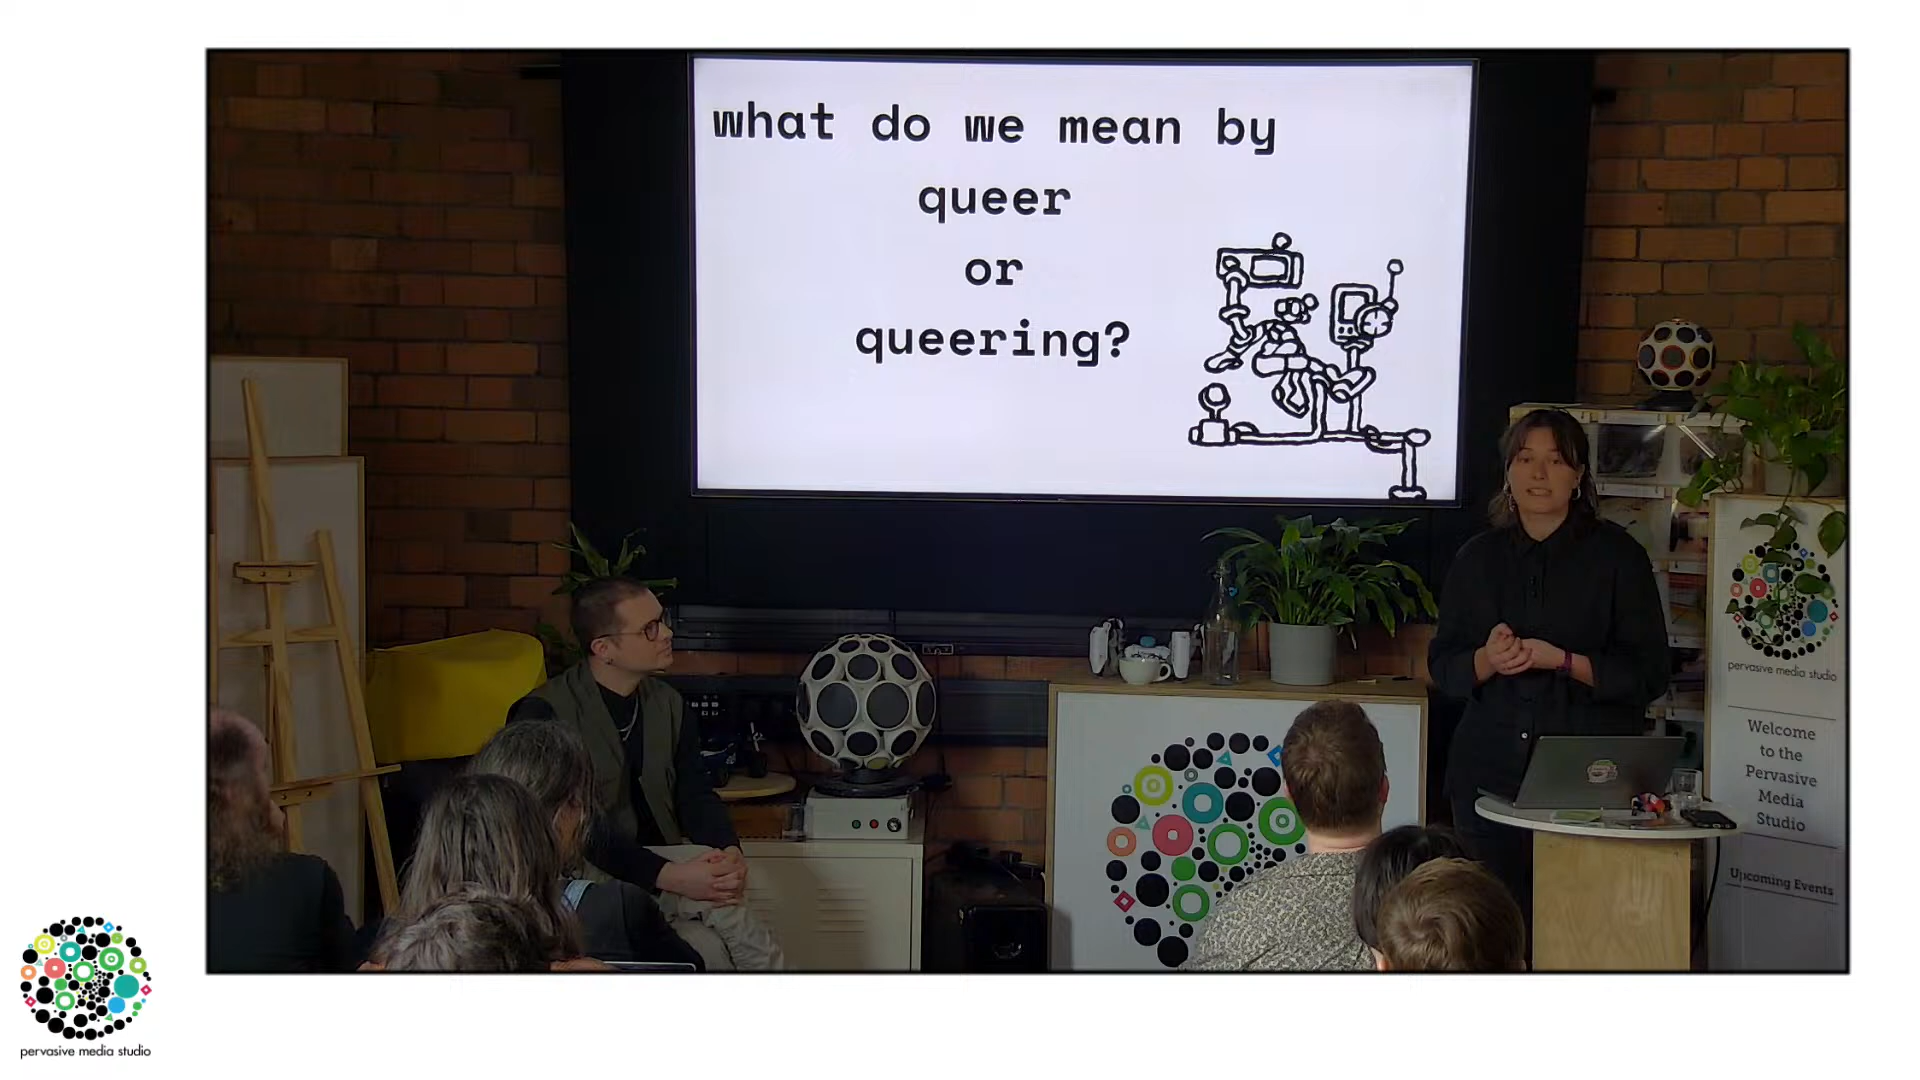 what do we mean by
queer
or
queering?
pervasive media studio
Welcome
to the
Pervasive
Media
Studio
Upcoming Events
pervasive media studio